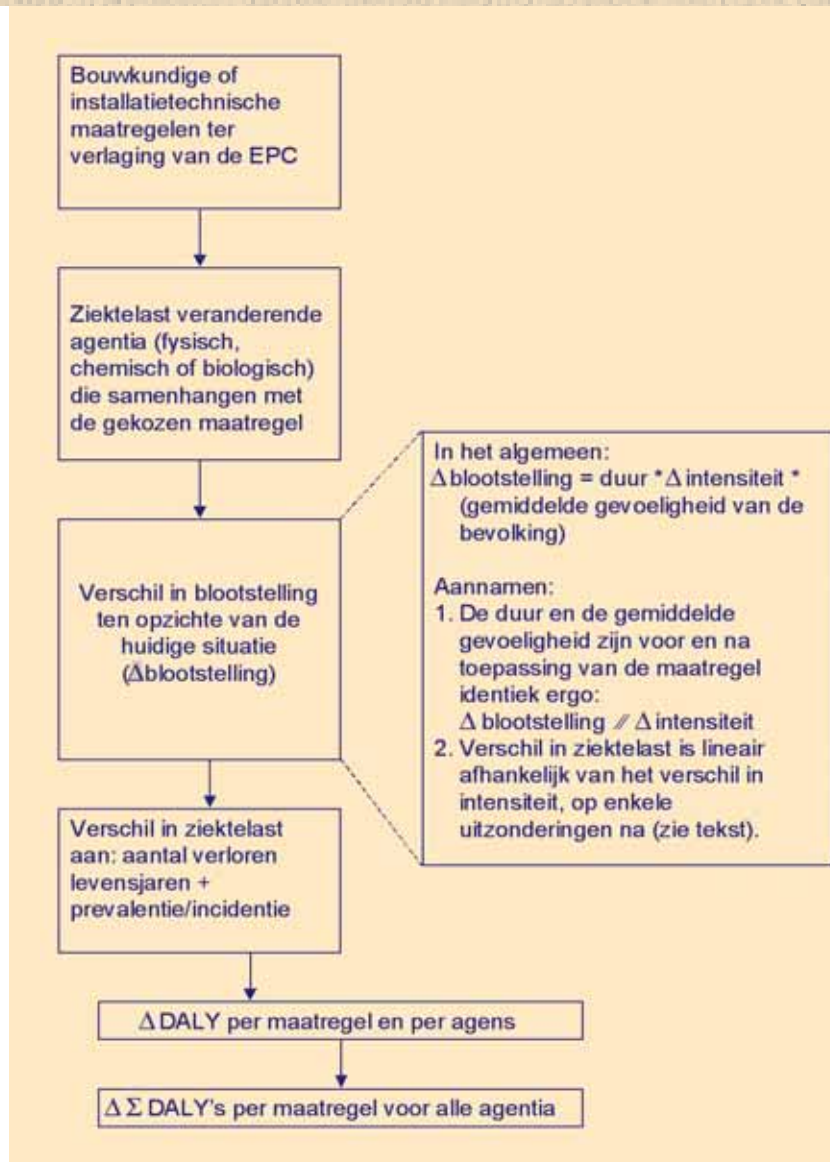 Bouwkundige of
installatietechnische
maatregelen ter
verlaging van de EPC
Ziektelast veranderende
agentia (fysisch,
chemisch of biologisch)
die samenhangen met
de gekozen maatregel
Verschil in blootstelling
ten opzichte van de
huidige situatie
(Δblootstelling)
In het algemeen:
Δblootstelling = duur * Δintensiteit *
(gemiddelde gevoeligheid van de
bevolking)
Aannamen:
1. De duur en de gemiddelde
gevoeligheid zijn voor en na
toepassing van de maatregel
identiek ergo:
Δ blootstelling // Δ intensiteit
2. Verschil in ziektelast is lineair
afhankelijk van het verschil in
intensiteit, op enkele
uitzonderingen na (zie tekst).
Verschil in ziektelast
aan: aantal verloren
levensjaren +
prevalentie/incidentie
Δ DALY per maatregel en per agens
Δ Σ DALY's per maatregel voor alle agentia